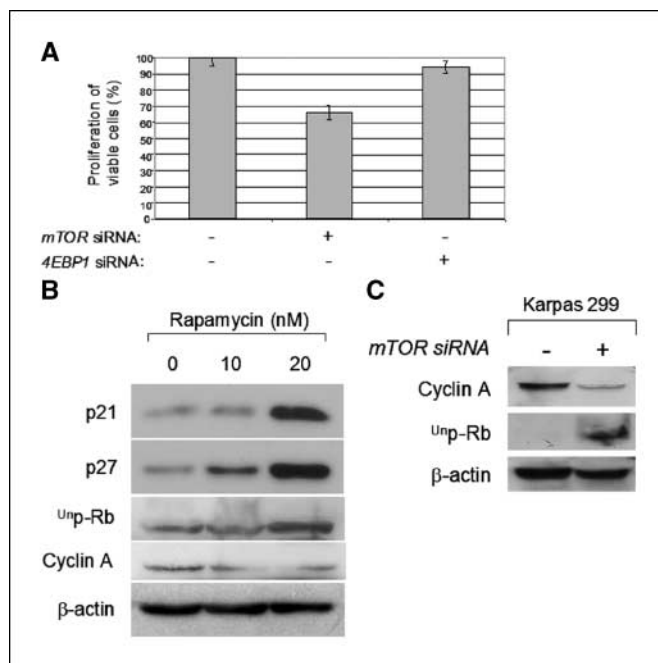 A
Proliferation of
viable cells (%)
100
90
80
70
60
50
40
30
20
10
0
mTOR siRNA: - + -
4EBP1 siRNA: - - +
B
Rapamycin (nM)
0 10 20
p21
p27
Unp-Rb
Cyclin A
β-actin
C
Karpas 299
mTOR siRNA - +
Cyclin A
Unp-Rb
β-actin